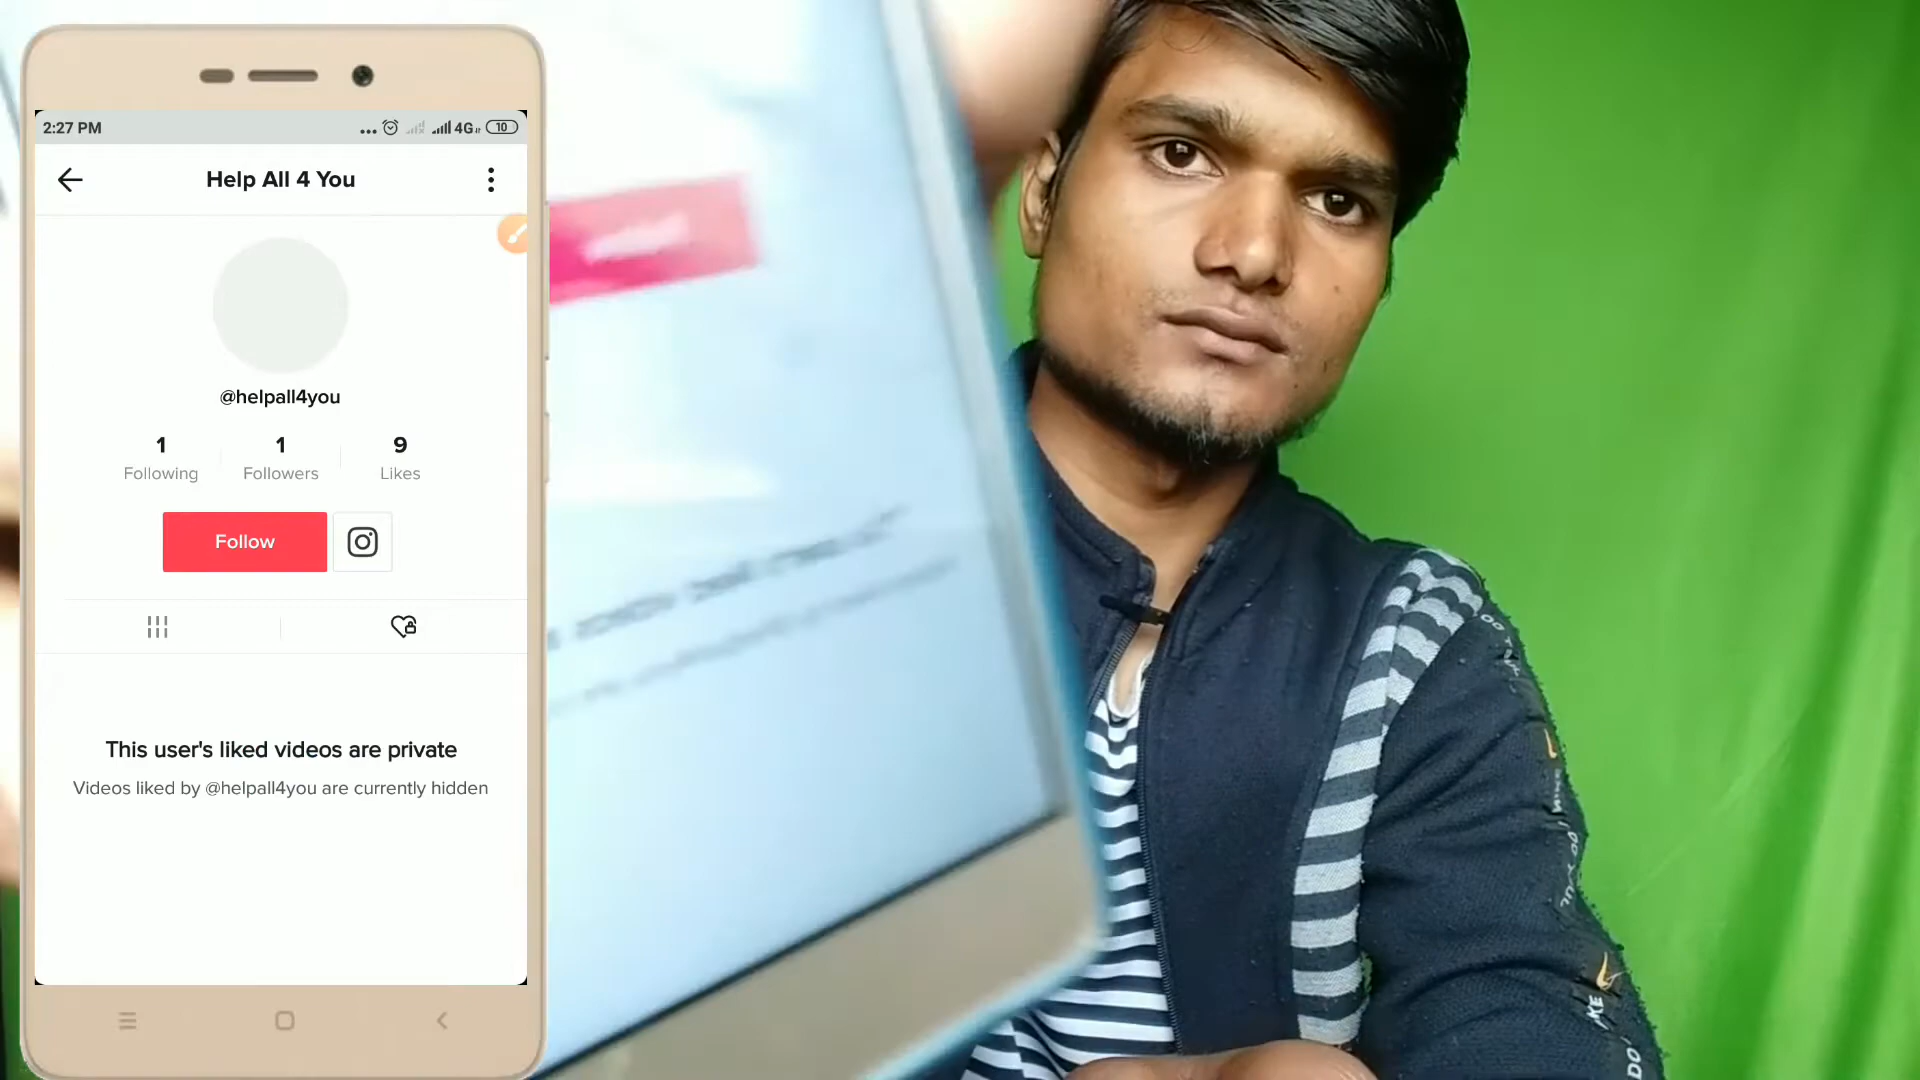 2:27 PM
4G
10
Help All 4 You
@helpall4you
1
1
9
Following
Followers
Likes
Follow
This user's liked videos are private
Videos liked by @helpall4you are currently hidden